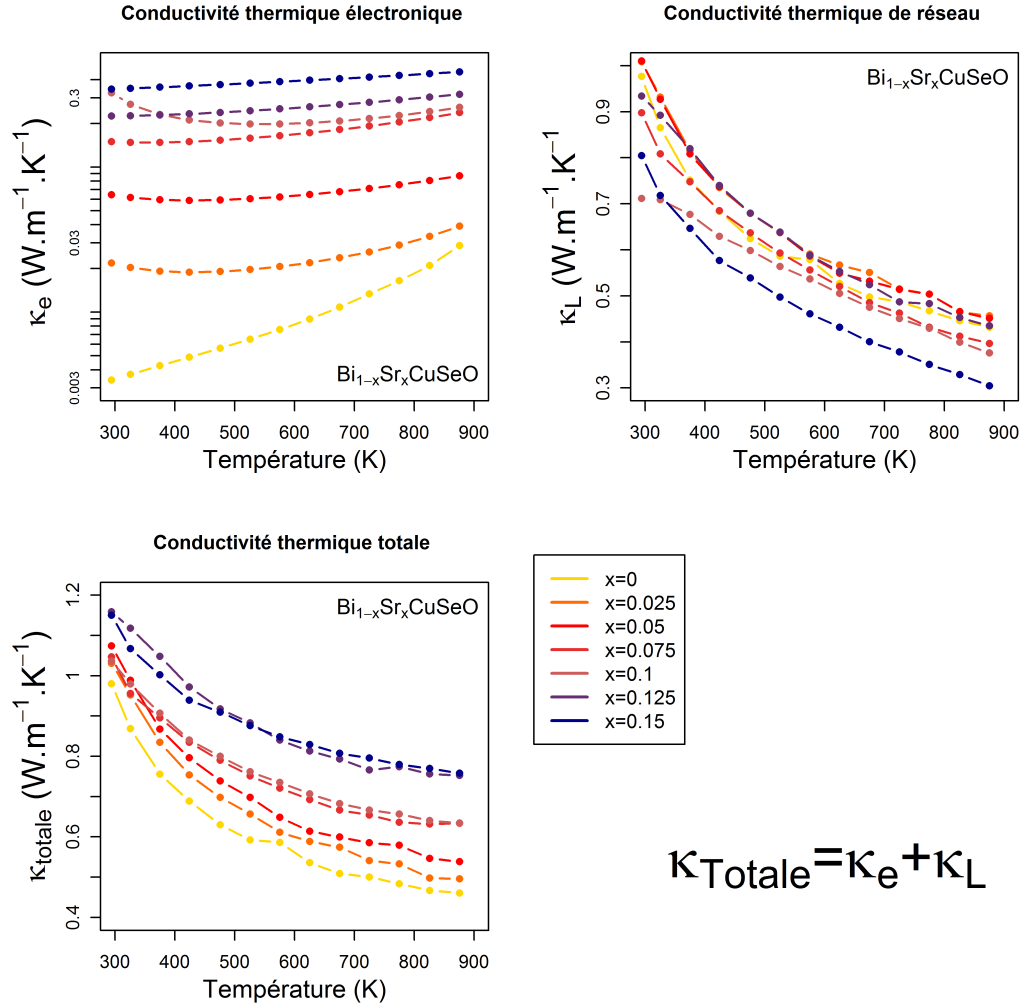 Conductivité thermique électronique
κe (W.m−1.K−1)
0.3
0.03
0.003
Bi1−xSrxCuSeO
300 400 500 600 700 800 900
Température (K)
Conductivité thermique de réseau
κL (W.m−1.K−1)
0.9
0.7
0.5
0.3
Bi1−xSrxCuSeO
300 400 500 600 700 800 900
Température (K)
Conductivité thermique totale
κtotale (W.m−1.K−1)
1.2
1
0.8
0.6
0.4
Bi1−xSrxCuSeO
300 400 500 600 700 800 900
Température (K)
x=0
x=0.025
x=0.05
x=0.075
x=0.1
x=0.125
x=0.15
κTotale=κe+κL